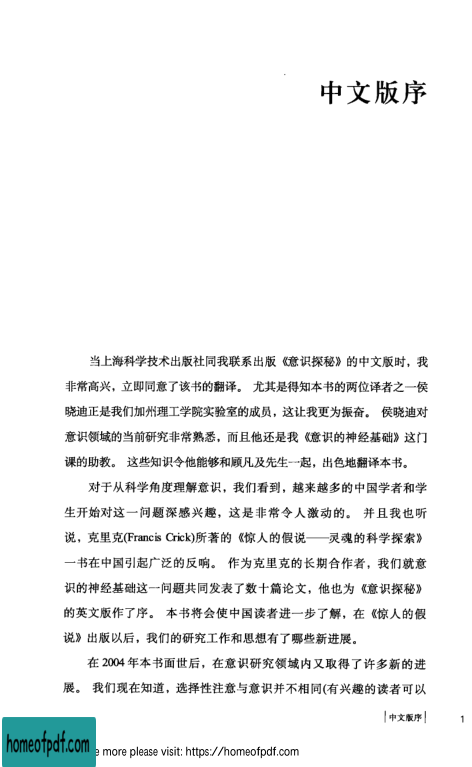 中文版序
当上海科学技术出版社同我联系出版《意识探秘》的中文版时，我
非常高兴，立即同意了该书的翻译。 尤其是得知本书的两位译者之一侯
晓迪正是我们加州理工学院实验室的成员，这让我更为振奋。 侯晓迪对
意识领域的当前研究非常熟悉，而且他还是我《意识的神经基础》这门
课的助教。 这些知识令他能够和顾凡及先生一起，出色地翻译本书。
对于从科学角度理解意识，我们看到，越来越多的中国学者和学
生开始对这一问题深感兴趣，这是非常令人激动的。 并且我也听
说，克里克(Francis Crick)所著的《惊人的假说——灵魂的科学探索》
一书在中国引起广泛的反响。 作为克里克的长期合作者，我们就意
识的神经基础这一问题共同发表了数十篇论文，他也为《意识探秘》
的英文版作了序。 本书将会使中国读者进一步了解，在《惊人的假
说》出版以后，我们的研究工作和思想有了哪些新进展。
在 2004 年本书面世后，在意识研究领域内又取得了许多新的进
展。 我们现在知道，选择性注意与意识并不相同(有兴趣的读者可以
中文版序 1
homeofpdf.com
e more please visit: https://homeofpdf.com